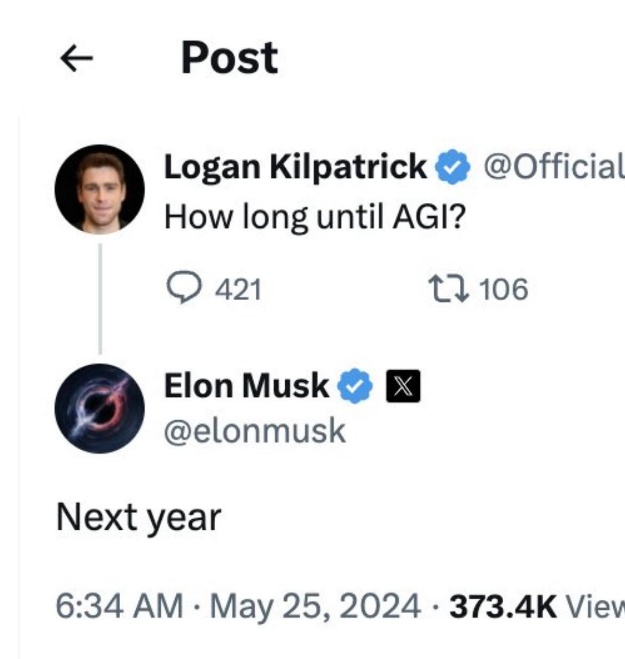 Post
Logan Kilpatrick @Official
How long until AGI?
421 106
Elon Musk
@elonmusk
Next year
6:34 AM · May 25, 2024 · 373.4K View